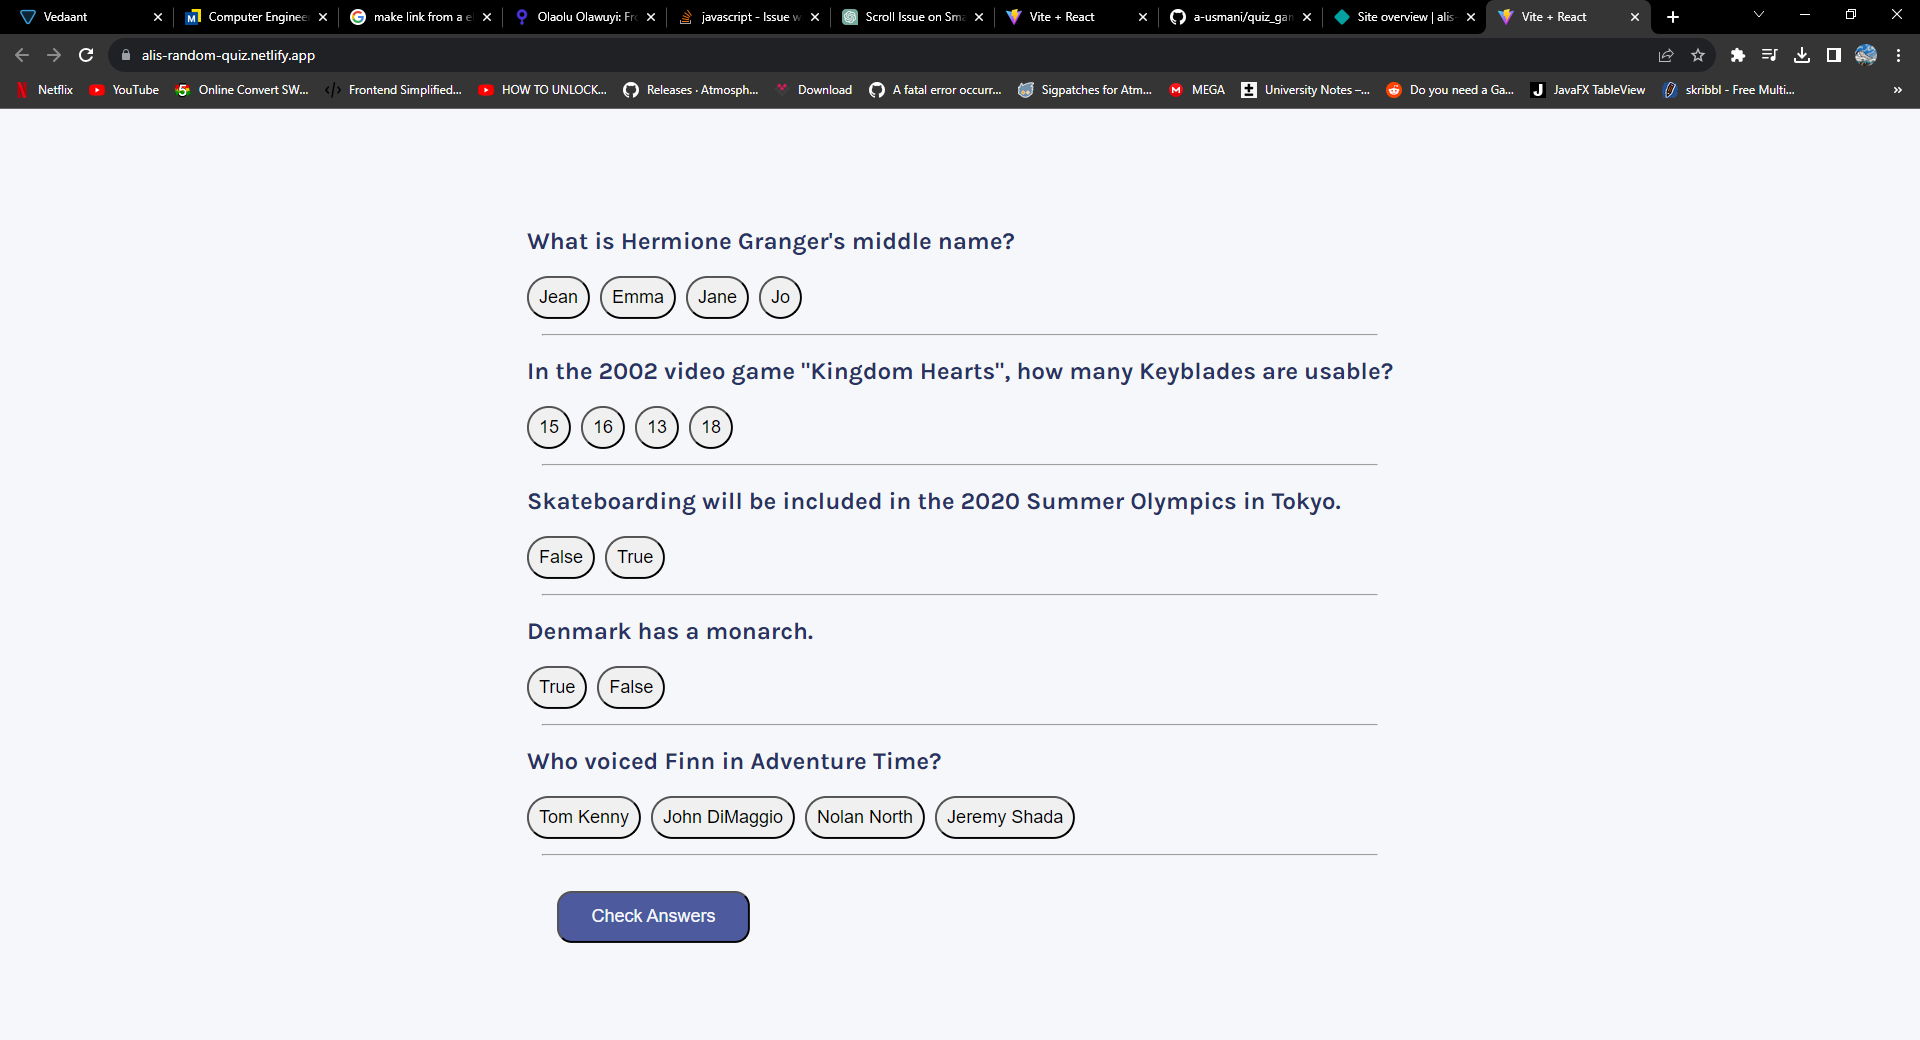 Vedaant
Computer Enginee
make link from a el
Olaolu Olawuyi: Fr
javascript - Issue w
Scroll Issue on Sma
Vite + React
a-usmani/quiz_gan
Site overview | alis-
Vite + React
alis-random-quiz.netlify.app
Netflix
YouTube
Online Convert SW...
Frontend Simplified...
HOW TO UNLOCK...
Releases · Atmosph...
Download
A fatal error occurr...
Sigpatches for Atm...
MEGA
University Notes –...
Do you need a Ga...
JavaFX TableView
skribbl - Free Multi...
What is Hermione Granger's middle name?
Jean Emma Jane Jo
In the 2002 video game "Kingdom Hearts", how many Keyblades are usable?
15 16 13 18
Skateboarding will be included in the 2020 Summer Olympics in Tokyo.
False True
Denmark has a monarch.
True False
Who voiced Finn in Adventure Time?
Tom Kenny John DiMaggio Nolan North Jeremy Shada
Check Answers